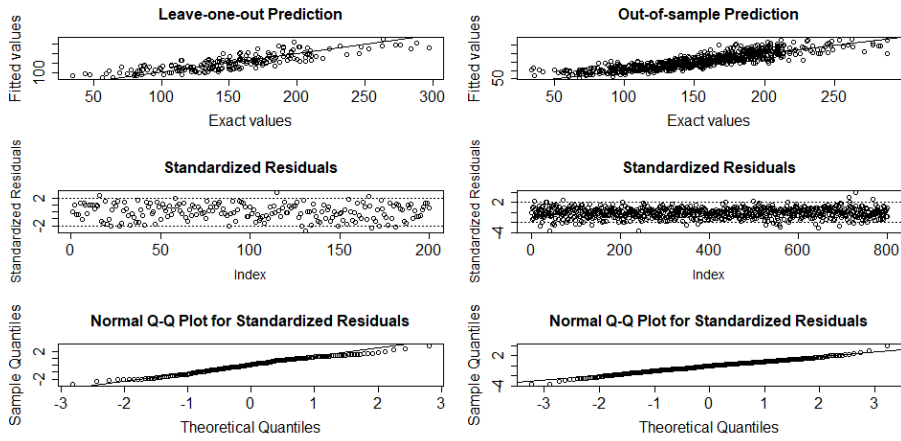 Leave-one-out Prediction
Fitted values
100
50 100 150 200 250 300
Exact values
Out-of-sample Prediction
Fitted values
50
50 100 150 200 250
Exact values
Standardized Residuals
Standardized Residuals
2
-2
0 50 100 150 200
Index
Standardized Residuals
Standardized Residuals
2
-4
0 200 400 600 800
Index
Normal Q-Q Plot for Standardized Residuals
Sample Quantiles
2
-2
-3 -2 -1 0 1 2 3
Theoretical Quantiles
Normal Q-Q Plot for Standardized Residuals
Sample Quantiles
2
-4
-3 -2 -1 0 1 2 3
Theoretical Quantiles